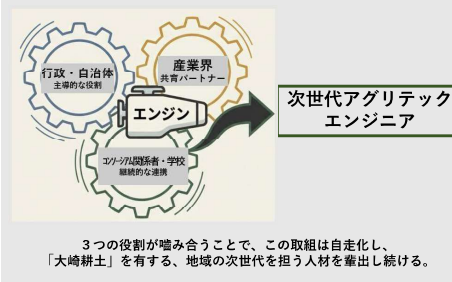 行政・自治体
主導的な役割
産業界
共育パートナー
エンジン
コンソーシアム関係者・学校
継続的な連携
次世代アグリテック
エンジニア
３つの役割が噛み合うことで、この取組は自走化し、
「大崎耕土」を有する、地域の次世代を担う人材を輩出し続ける。